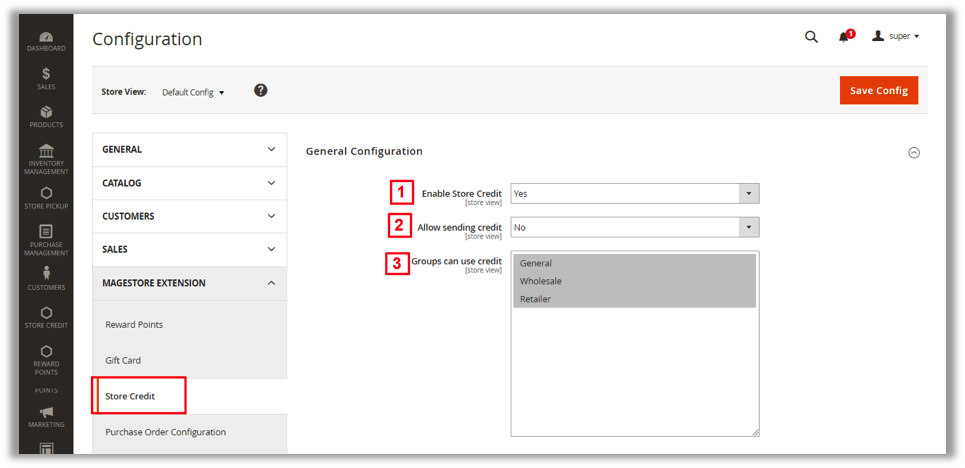 Configuration
1
super
DASHBOARD
SALES
PRODUCTS
INVENTORY
MANAGEMENT
STORE PICKUP
PURCHASE
MANAGEMENT
CUSTOMERS
STORE CREDIT
REWARD
POINTS
POINTS
MARKETING
Store View:
Default Config
?
Save Config
GENERAL
CATALOG
CUSTOMERS
SALES
MAGESTORE EXTENSION
Reward Points
Gift Card
Store Credit
Purchase Order Configuration
General Configuration
1
Enable Store Credit
[store view]
Yes
2
Allow sending credit
[store view]
No
3
Groups can use credit
[store view]
General
Wholesale
Retailer